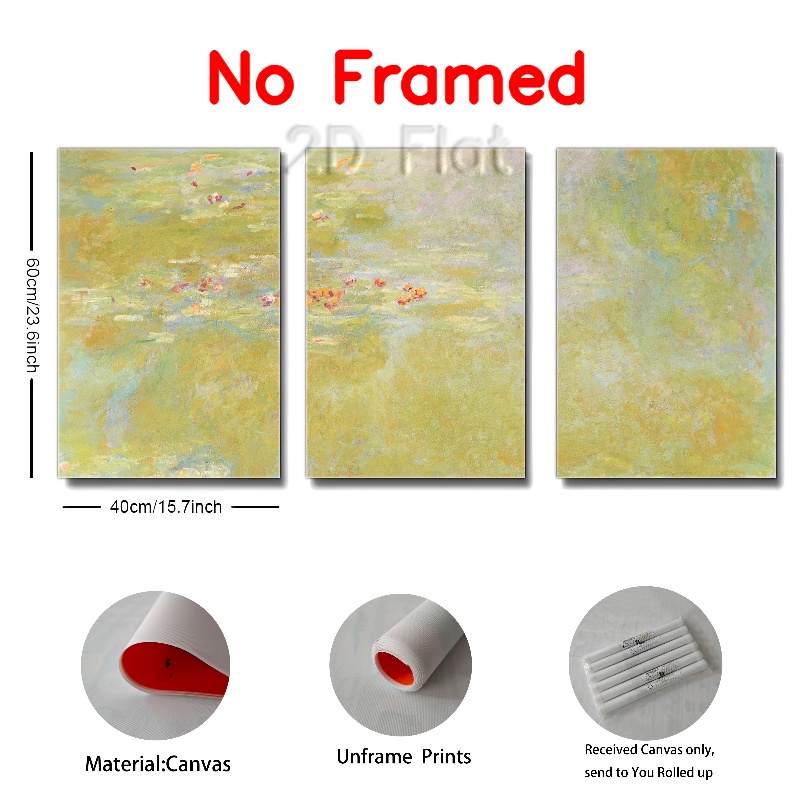 No Framed
2D Flat
60cm/23.6inch
40cm/15.7inch
Material:Canvas
Unframe Prints
Received Canvas only,
send to You Rolled up